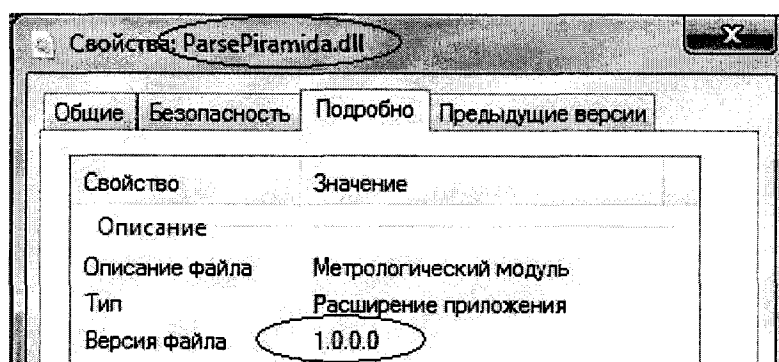 Свойства: ParsePiramida.dll
Общие Безопасность Подробно Предыдущие версии
Свойство Значение
Описание
Описание файла Метрологический модуль
Тип Расширение приложения
Версия файла 1.0.0.0